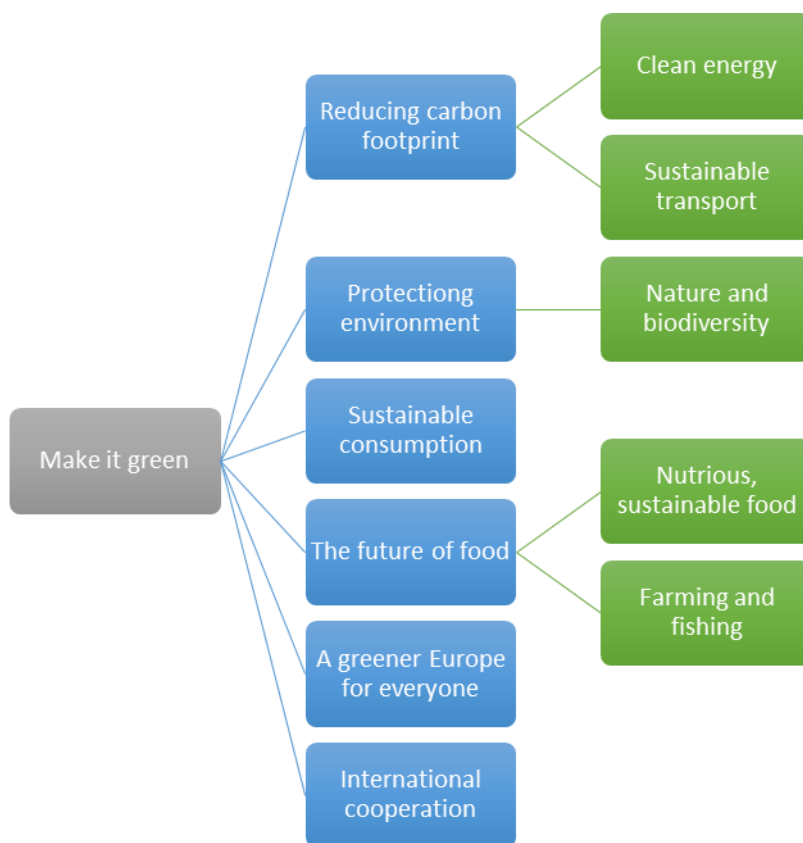 Make it green
Reducing carbon
footprint
Clean energy
Sustainable
transport
Protectiong
environment
Nature and
biodiversity
Sustainable
consumption
The future of food
Nutrious,
sustainable food
Farming and
fishing
A greener Europe
for everyone
International
cooperation